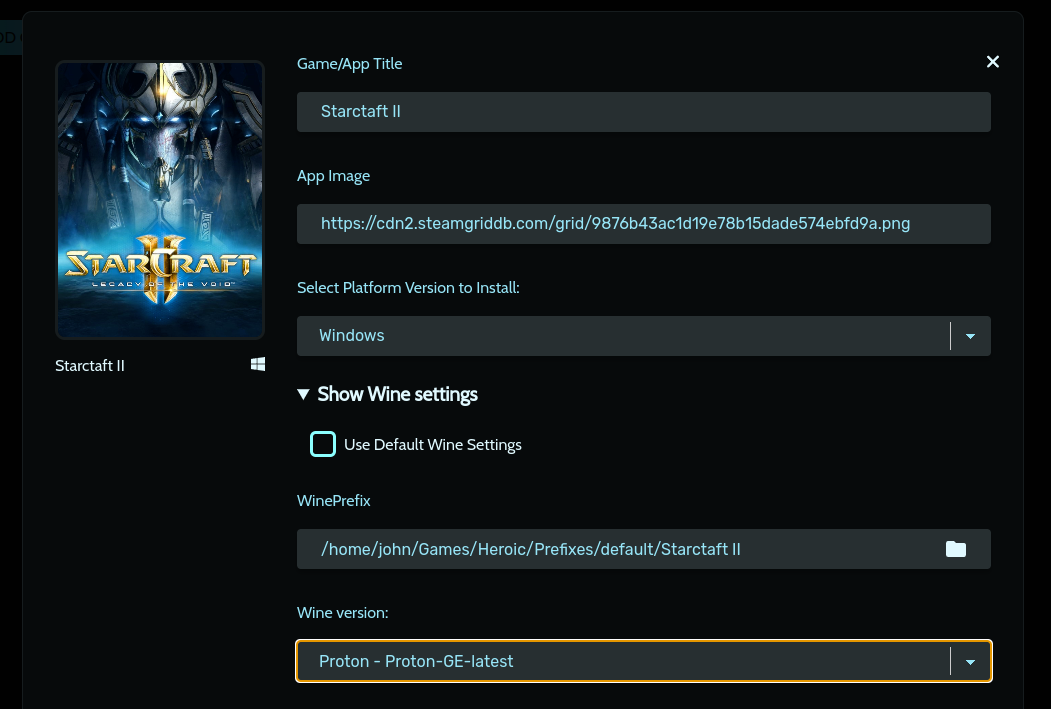 Game/App Title
Starctaft II
App Image
https://cdn2.steamgriddb.com/grid/9876b43ac1d19e78b15dade574ebfd9a.png
Select Platform Version to Install:
Windows
STARCRAFT
II
LEGACY OF THE VOID
Starctaft II
Show Wine settings
Use Default Wine Settings
WinePrefix
/home/john/Games/Heroic/Prefixes/default/Starctaft II
Wine version:
Proton - Proton-GE-latest